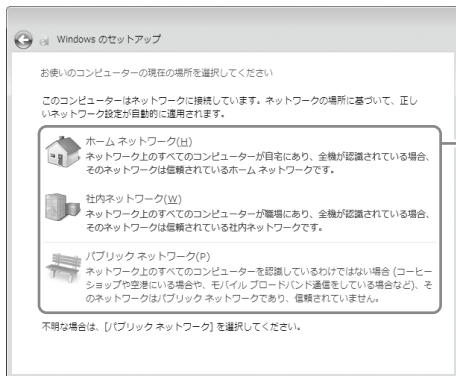 Windows のセットアップ
お使いのコンピューターの現在の場所を選択してください
このコンピューターはネットワークに接続しています。ネットワークの場所に基づいて、正し
いネットワーク設定が自動的に適用されます。
ホーム ネットワーク(H)
ネットワーク上のすべてのコンピューターが自宅にあり、全機が認識されている場合、
そのネットワークは信頼されているホーム ネットワークです。
社内ネットワーク(W)
ネットワーク上のすべてのコンピューターが職場にあり、全機が認識されている場合、
そのネットワークは信頼されている社内ネットワークです。
パブリック ネットワーク(P)
ネットワーク上のすべてのコンピューターを認識しているわけではない場合 (コーヒー
ショップや空港にいる場合や、モバイル ブロードバンド通信をしている場合など)、そ
のネットワークはパブリック ネットワークであり、信頼されていません。
不明な場合は、[パブリック ネットワーク] を選択してください。